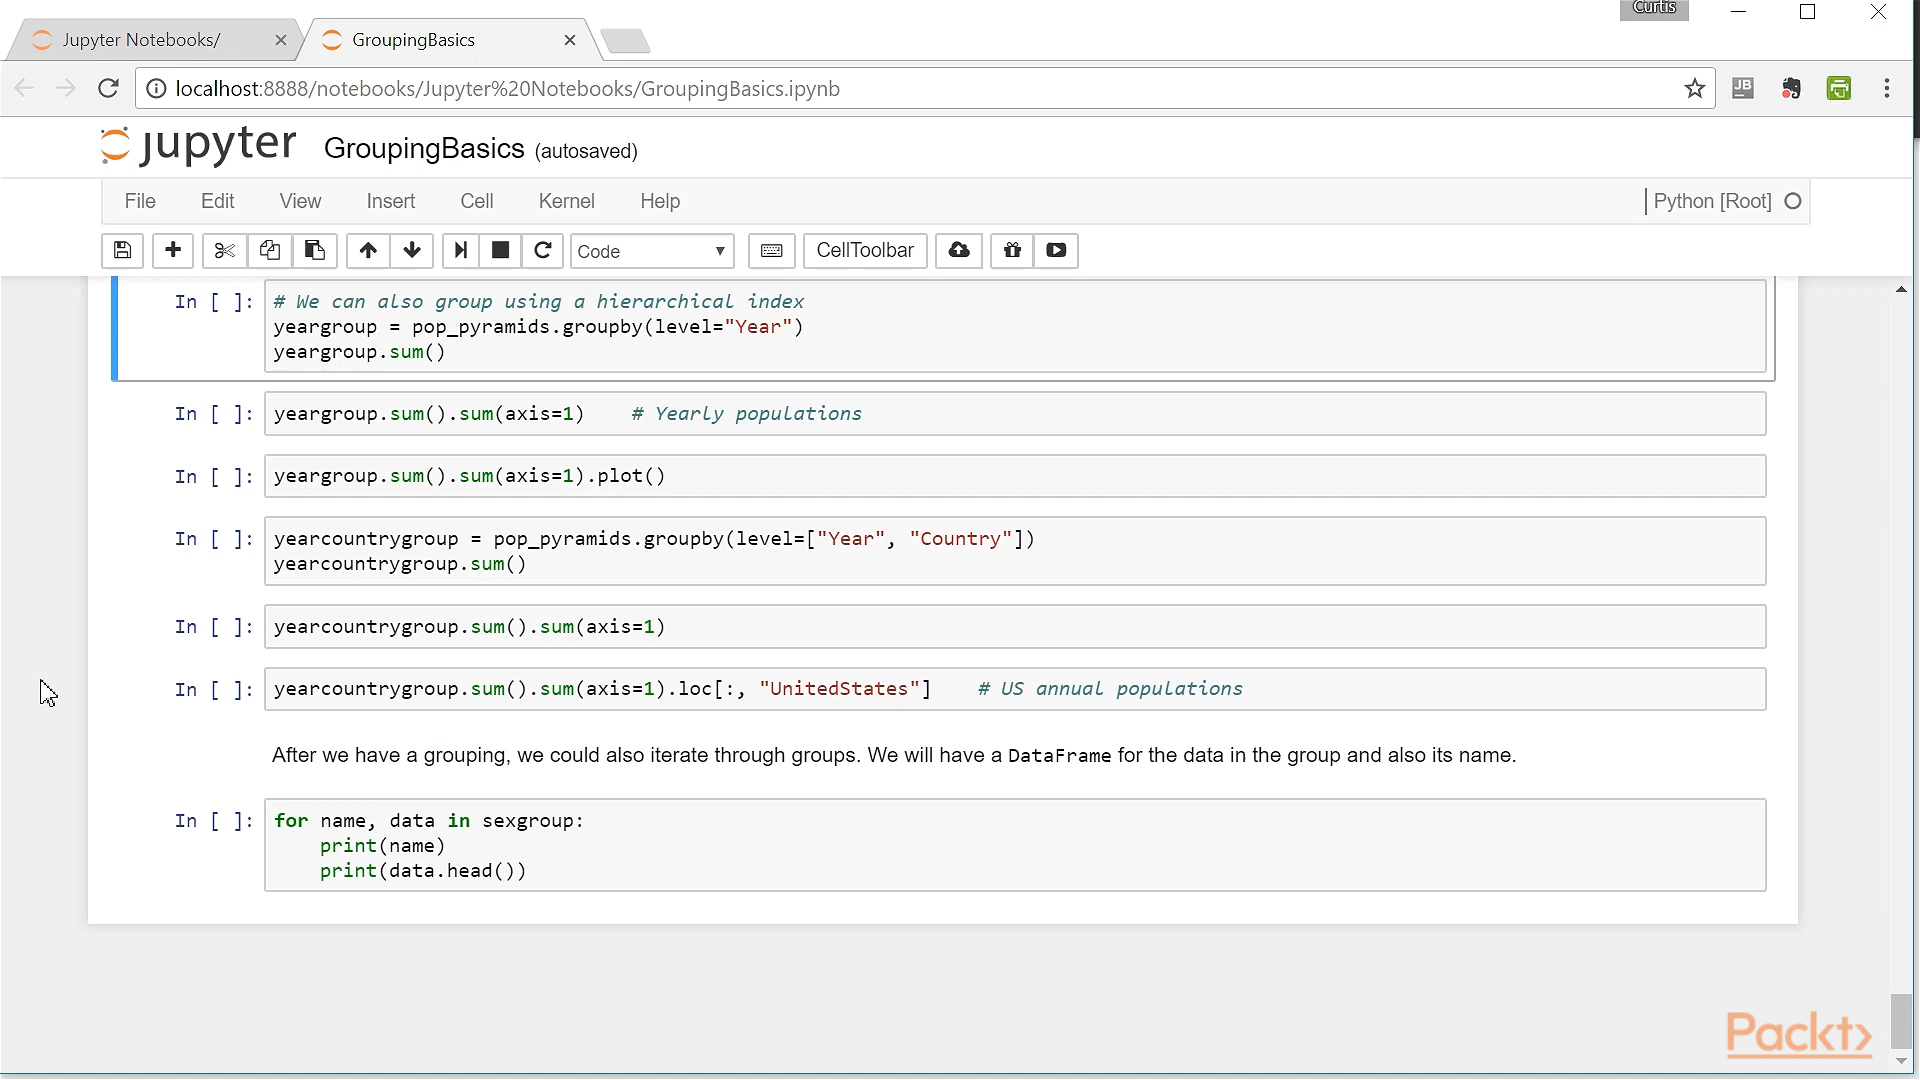 Curtis
Jupyter Notebooks/
GroupingBasics
localhost:8888/notebooks/Jupyter%20Notebooks/GroupingBasics.ipynb
jupyter GroupingBasics (autosaved)
File Edit View Insert Cell Kernel Help Python [Root]
Code CellToolbar
In [ ]: # We can also group using a hierarchical index
yeargroup = pop_pyramids.groupby(level="Year")
yeargroup.sum()
In [ ]: yeargroup.sum().sum(axis=1)    # Yearly populations
In [ ]: yeargroup.sum().sum(axis=1).plot()
In [ ]: yearcountrygroup = pop_pyramids.groupby(level=["Year", "Country"])
yearcountrygroup.sum()
In [ ]: yearcountrygroup.sum().sum(axis=1)
In [ ]: yearcountrygroup.sum().sum(axis=1).loc[:, "UnitedStates"]    # US annual populations
After we have a grouping, we could also iterate through groups. We will have a DataFrame for the data in the group and also its name.
In [ ]: for name, data in sexgroup:
    print(name)
    print(data.head())
Packt>